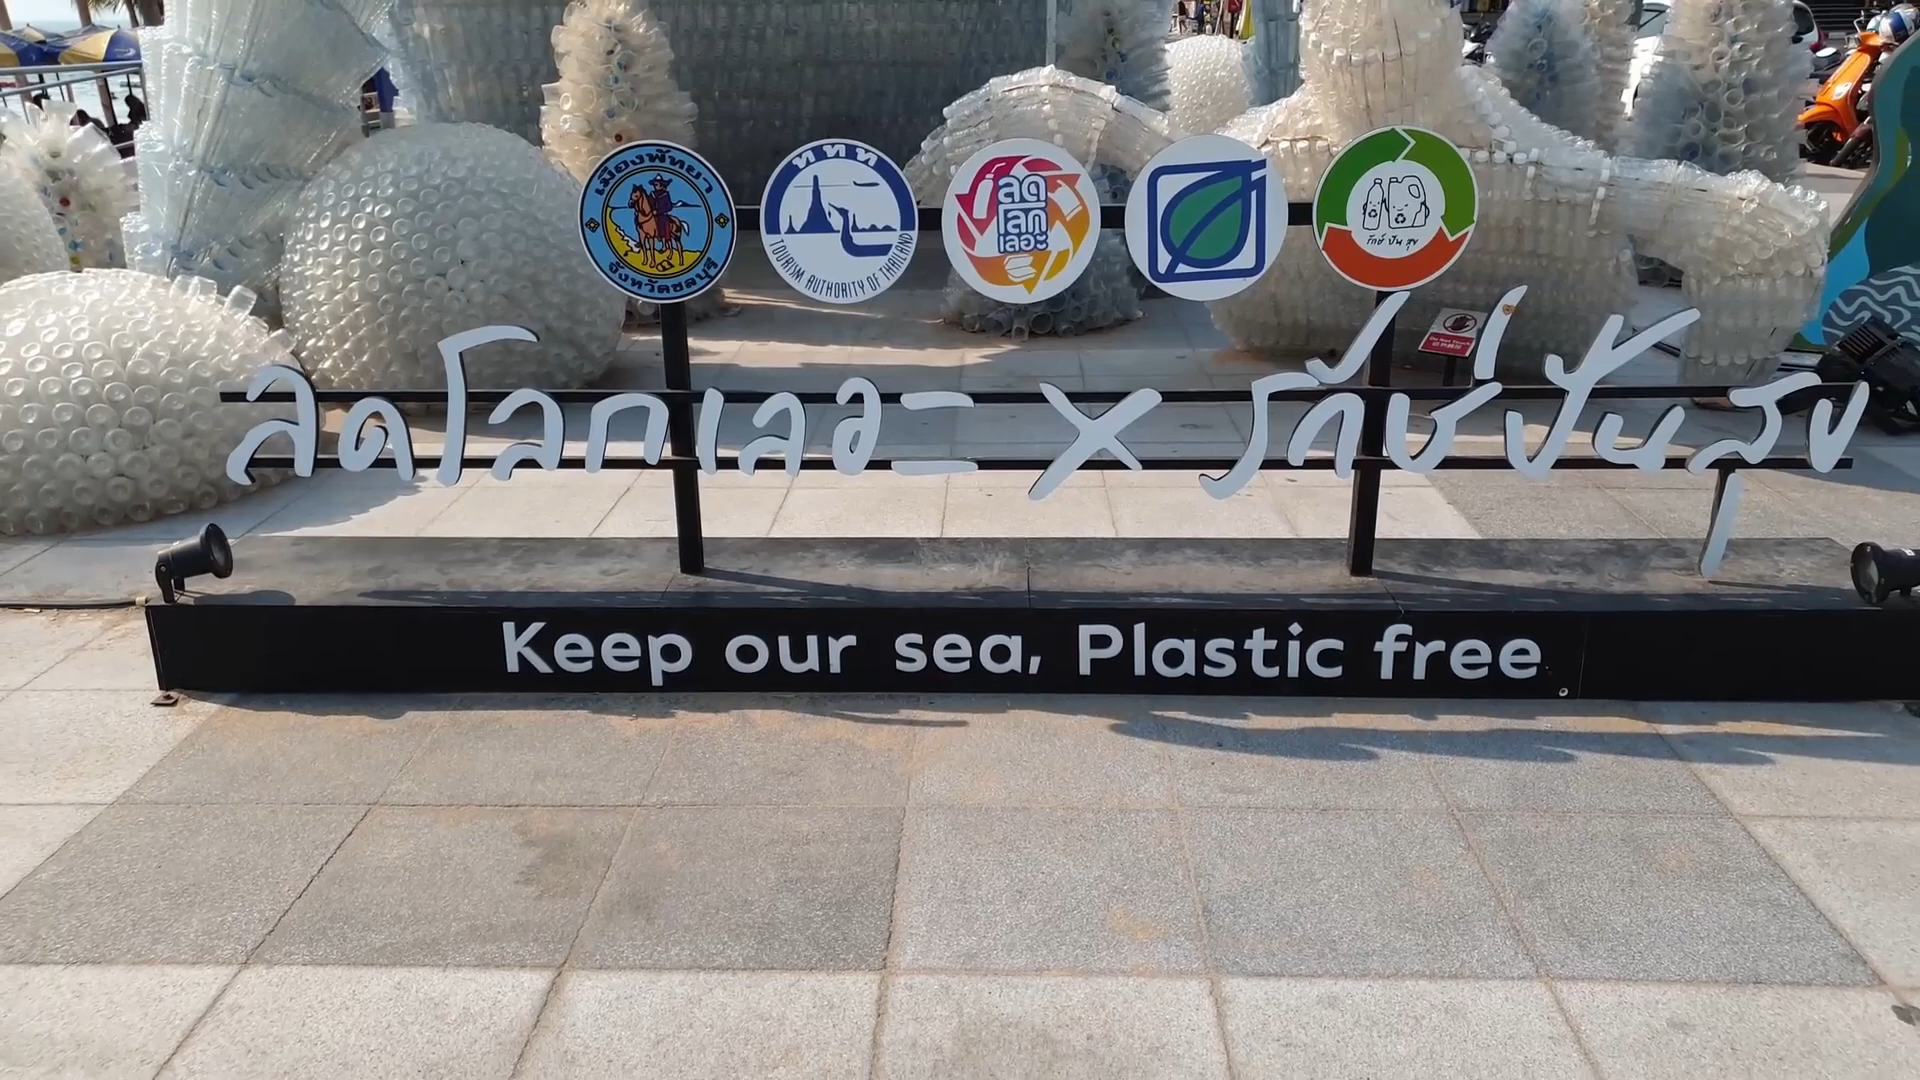 เมืองพัทยา
จังหวัดชลบุรี
ททท
TOURISM AUTHORITY OF THAILAND
ลด
โลก
เลอะ
รักษ์ ปัน สุข
ลดโลกเลอะ X รักษ์ปันสุข
Keep our sea, Plastic free